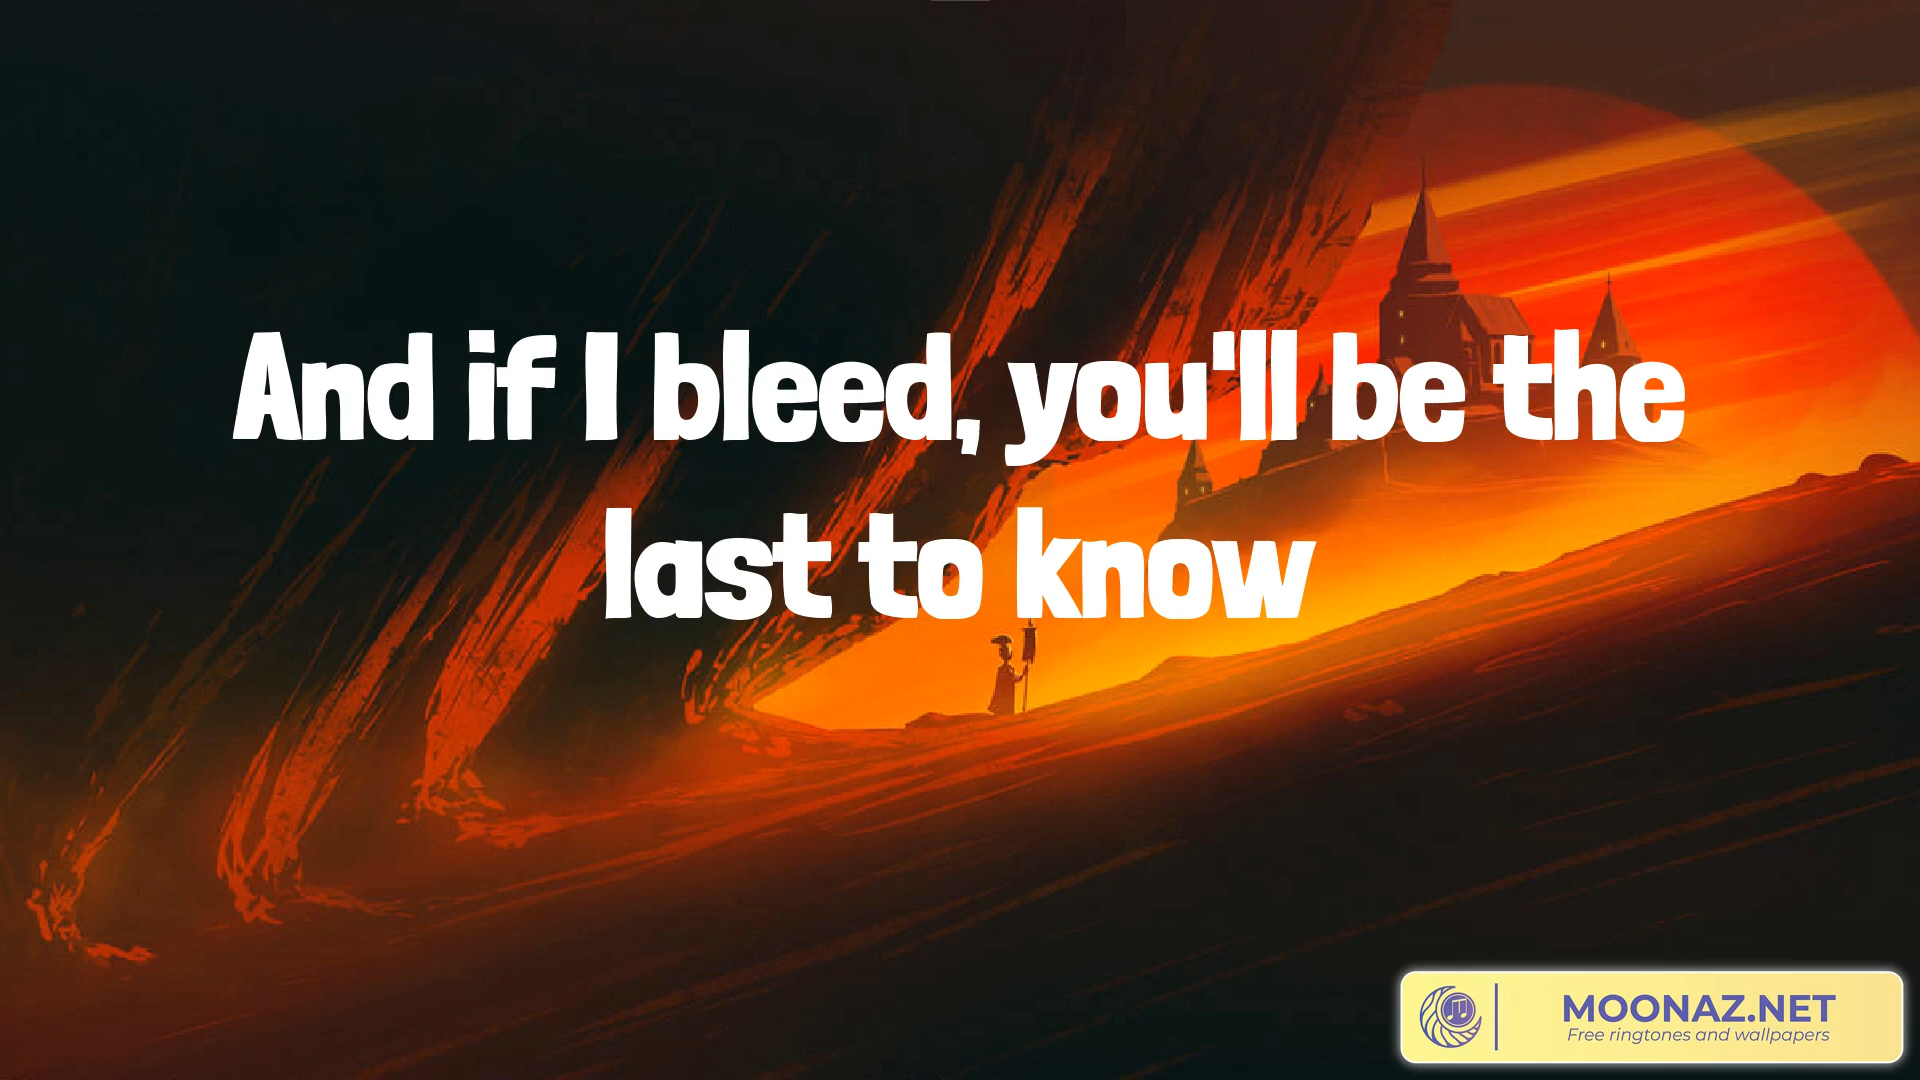 And if I bleed, you'll be the
last to know
MOONAZ.NET
Free ringtones and wallpapers